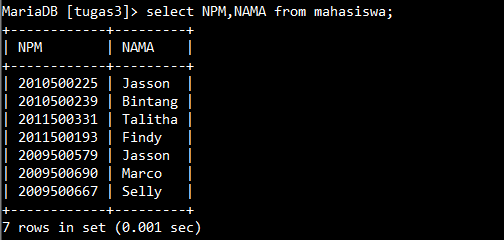 MariaDB [tugas3]> select NPM,NAMA from mahasiswa;
+------------+---------+
| NPM        | NAMA    |
+------------+---------+
| 2010500225 | Jasson  |
| 2010500239 | Bintang |
| 2011500331 | Talitha |
| 2011500193 | Findy   |
| 2009500579 | Jasson  |
| 2009500690 | Marco   |
| 2009500667 | Selly   |
+------------+---------+
7 rows in set (0.001 sec)